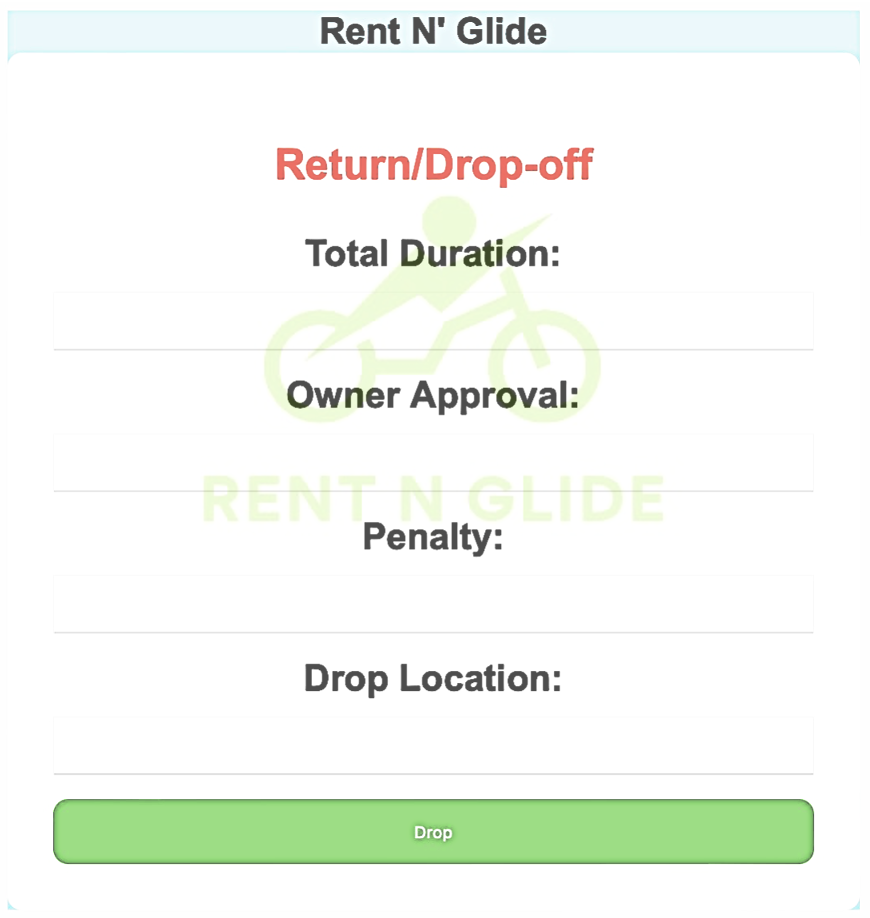 Rent N' Glide
Return/Drop-off
Total Duration:
Owner Approval:
RENT N GLIDE
Penalty:
Drop Location:
Drop